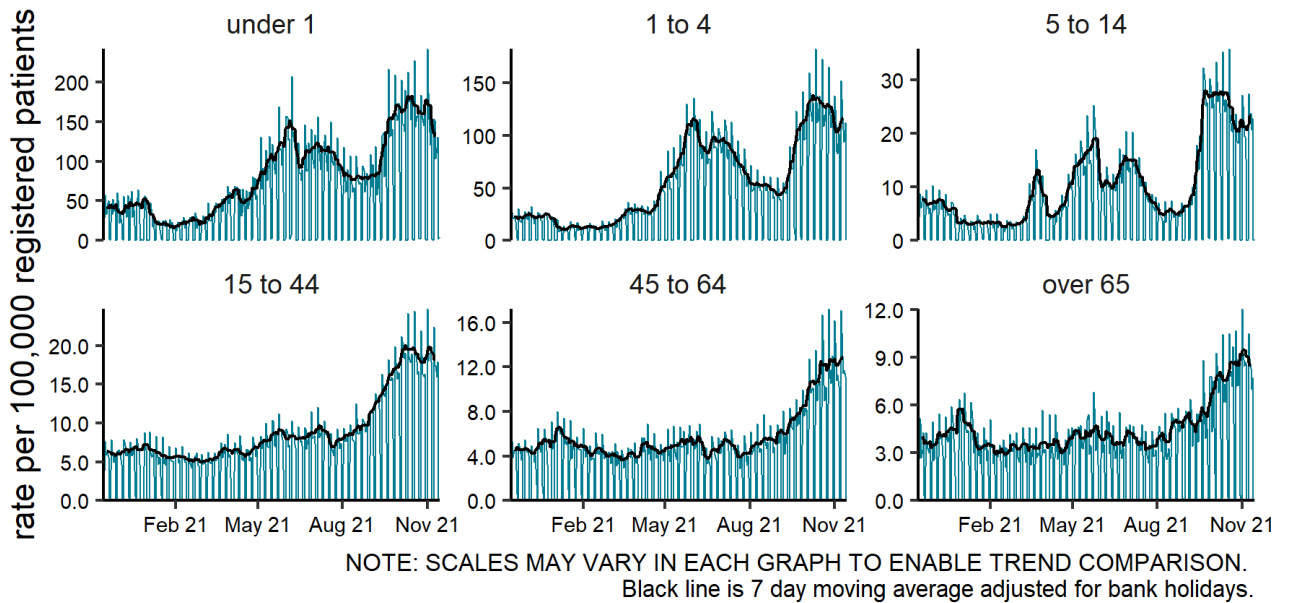 rate per 100,000 registered patients
under 1
200
150
100
50
0
1 to 4
150
100
50
0
5 to 14
30
20
10
0
15 to 44
20.0
15.0
10.0
5.0
0.0
Feb 21 May 21 Aug 21 Nov 21
45 to 64
16.0
12.0
8.0
4.0
0.0
Feb 21 May 21 Aug 21 Nov 21
over 65
12.0
9.0
6.0
3.0
0.0
Feb 21 May 21 Aug 21 Nov 21
NOTE: SCALES MAY VARY IN EACH GRAPH TO ENABLE TREND COMPARISON.
Black line is 7 day moving average adjusted for bank holidays.